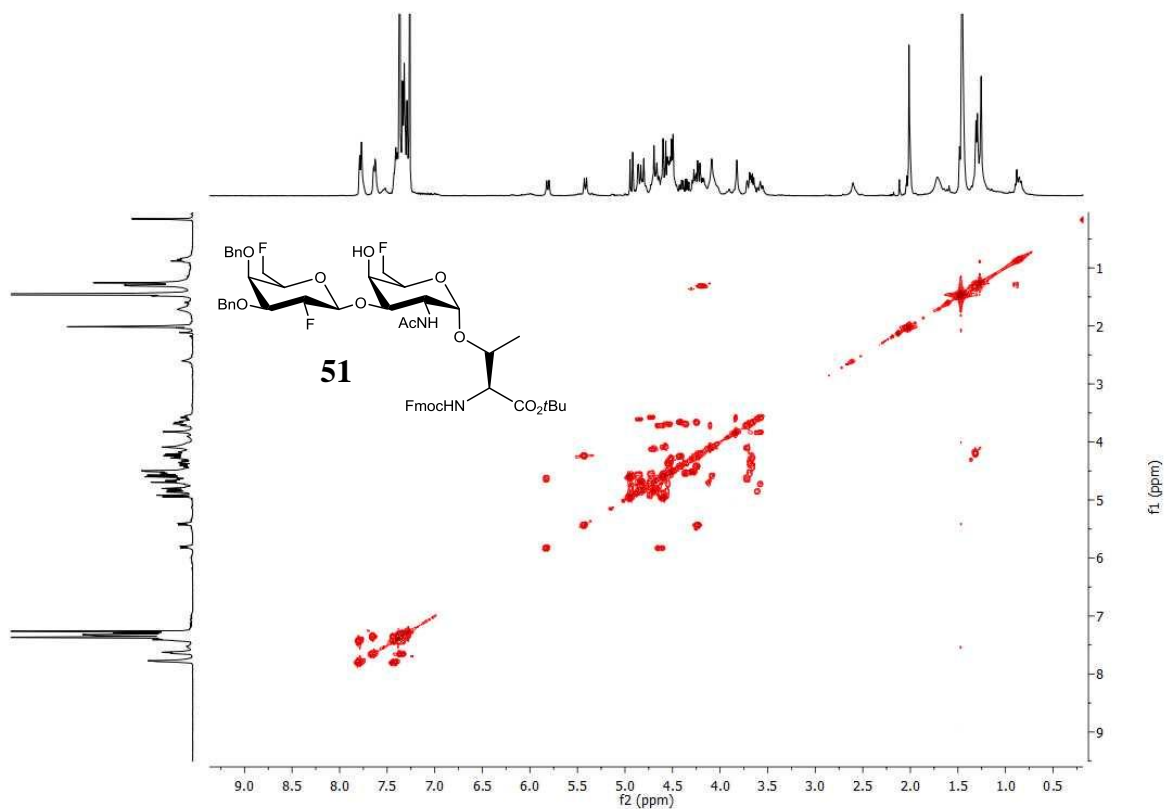 BnO
F
O
HO
F
O
BnO
F
O
AcHN
O
51
FmocHN
CO₂tBu
1
2
3
4
5
6
7
8
9
f1 (ppm)
9.0 8.5 8.0 7.5 7.0 6.5 6.0 5.5 5.0 4.5 4.0 3.5 3.0 2.5 2.0 1.5 1.0 0.5
f2 (ppm)